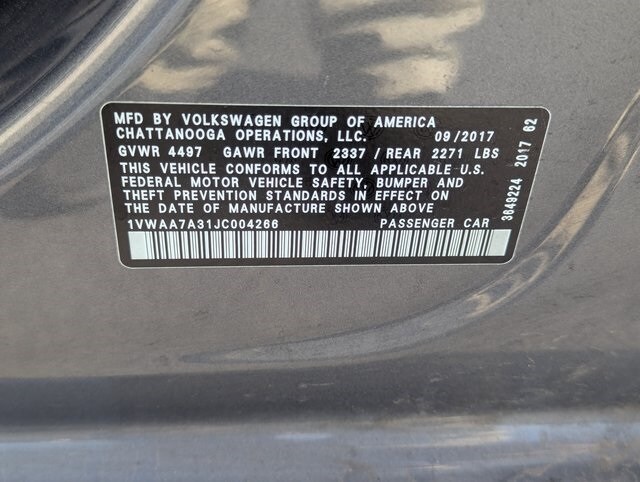 MFD BY VOLKSWAGEN GROUP OF AMERICA
CHATTANOOGA OPERATIONS, LLC. 09/2017
GVWR 4497 GAWR FRONT 2337 / REAR 2271 LBS
THIS VEHICLE CONFORMS TO ALL APPLICABLE U.S.
FEDERAL MOTOR VEHICLE SAFETY, BUMPER AND
THEFT PREVENTION STANDARDS IN EFFECT ON
THE DATE OF MANUFACTURE SHOWN ABOVE
1VWAA7A31JC004266 PASSENGER CAR
3649224 2017 62